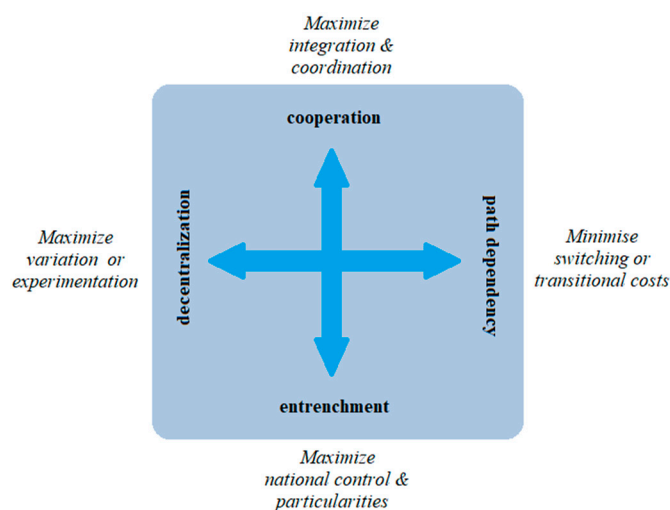 Maximize
integration &
coordination
cooperation
decentralization
path dependency
Maximize
variation or
experimentation
Minimise
switching or
transitional costs
entrenchment
Maximize
national control &
particularities